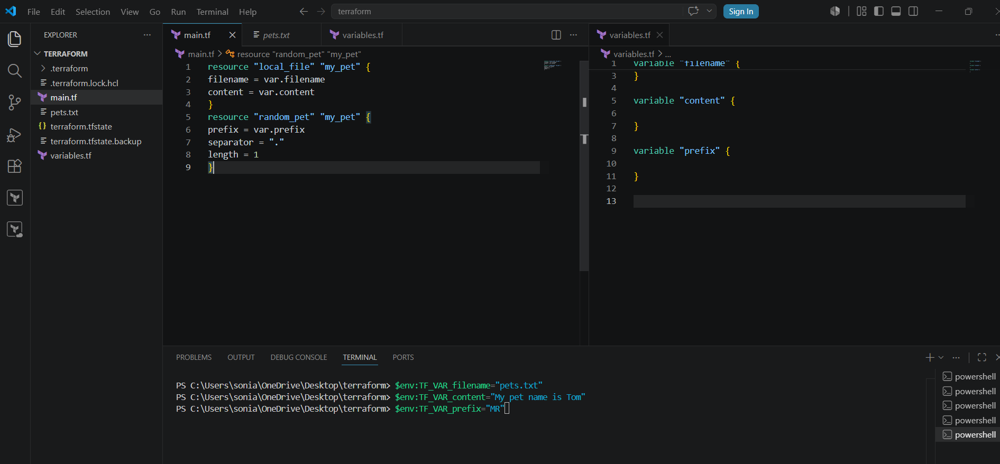 File Edit Selection View Go Run Terminal Help
terraform
Sign In
EXPLORER
TERRAFORM
.terraform
.terraform.lock.hcl
main.tf
pets.txt
terraform.tfstate
terraform.tfstate.backup
variables.tf
main.tf pets.txt variables.tf
main.tf > resource "random_pet" "my_pet"
1 resource "local_file" "my_pet" {
2 filename = var.filename
3 content = var.content
4 }
5 resource "random_pet" "my_pet" {
6 prefix = var.prefix
7 separator = "."
8 length = 1
9 }
variables.tf
variables.tf > ...
1 variable "filename" {
3 }
4
5 variable "content" {
6
7 }
8
9 variable "prefix" {
10
11 }
12
13
PROBLEMS OUTPUT DEBUG CONSOLE TERMINAL PORTS
PS C:\Users\sonia\OneDrive\Desktop\terraform> $env:TF_VAR_filename="pets.txt"
PS C:\Users\sonia\OneDrive\Desktop\terraform> $env:TF_VAR_content="My pet name is Tom"
PS C:\Users\sonia\OneDrive\Desktop\terraform> $env:TF_VAR_prefix="MR"
powershell
powershell
powershell
powershell
powershell